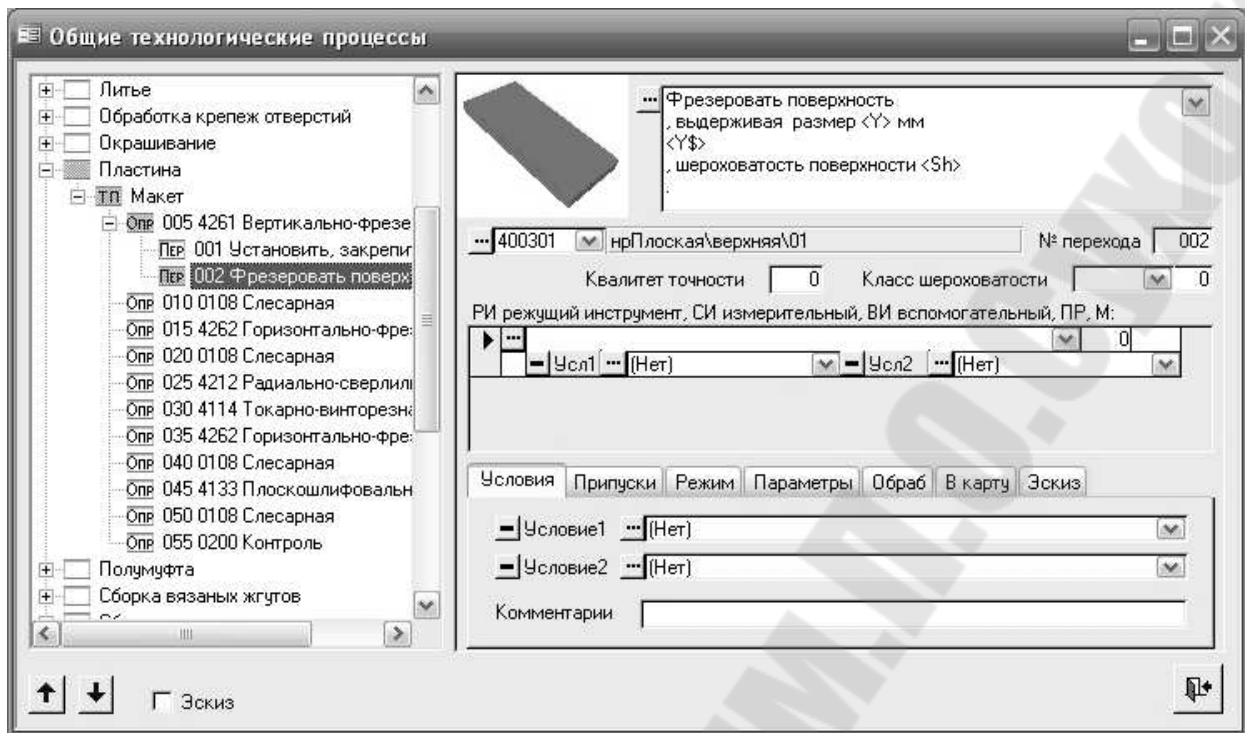 Общие технологические процессы
Литье
Обработка крепеж отверстий
Окрашивание
Пластина
ТП Макет
Опр 005 4261 Вертикально-фрезе
Пер 001 Установить, закрепит
Пер 002 Фрезеровать поверх
Опр 010 0108 Слесарная
Опр 015 4262 Горизонтально-фре
Опр 020 0108 Слесарная
Опр 025 4212 Радиально-сверлил
Опр 030 4114 Токарно-винторезна
Опр 035 4262 Горизонтально-фре
Опр 040 0108 Слесарная
Опр 045 4133 Плоскошлифовальн
Опр 050 0108 Слесарная
Опр 055 0200 Контроль
Полумуфта
Сборка вязаных жгутов
Эскиз
Фрезеровать поверхность
, выдерживая размер <Y> мм
<Y$>
, шероховатость поверхности <Sh>
.
400301 нрПлоская\верхняя\01 № перехода 002
Квалитет точности 0 Класс шероховатости 0
РИ режущий инструмент, СИ измерительный, ВИ вспомогательный, ПР, М:
0
Усл1 (Нет) Усл2 (Нет)
Условия Припуски Режим Параметры Обраб В карту Эскиз
Условие1 (Нет)
Условие2 (Нет)
Комментарии